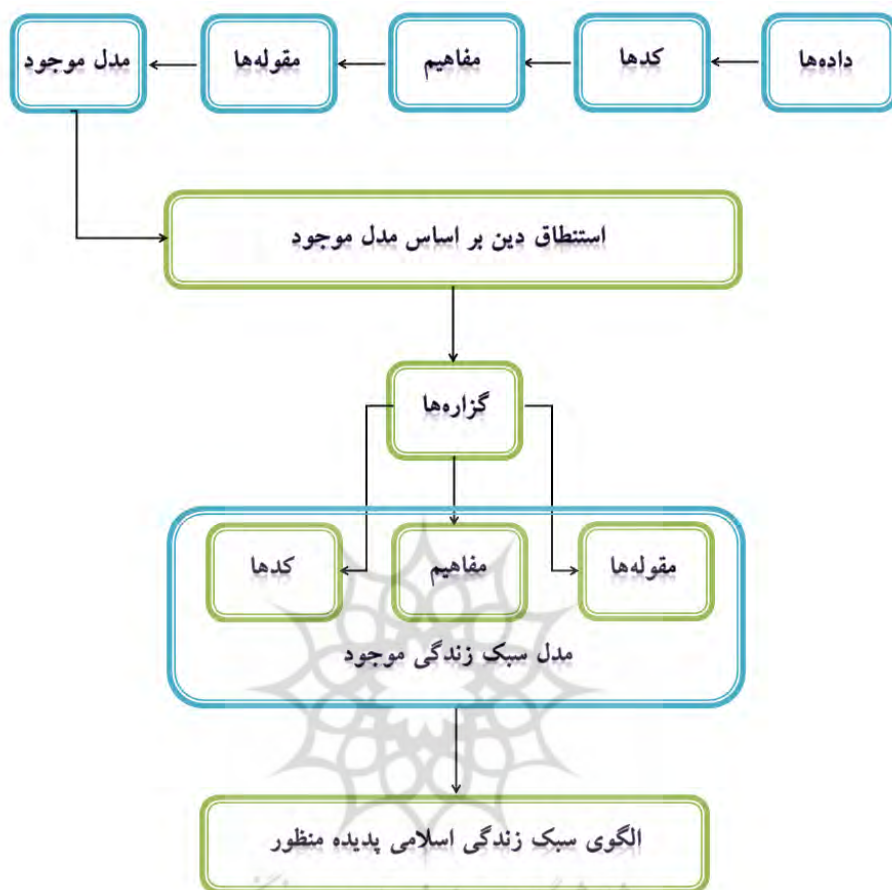 داده‌ها
کدها
مفاهیم
مقوله‌ها
مدل موجود
استنطاق دین بر اساس مدل موجود
گزاره‌ها
مقوله‌ها
مفاهیم
کدها
مدل سبک زندگی موجود
الگوی سبک زندگی اسلامی پدیده منظور